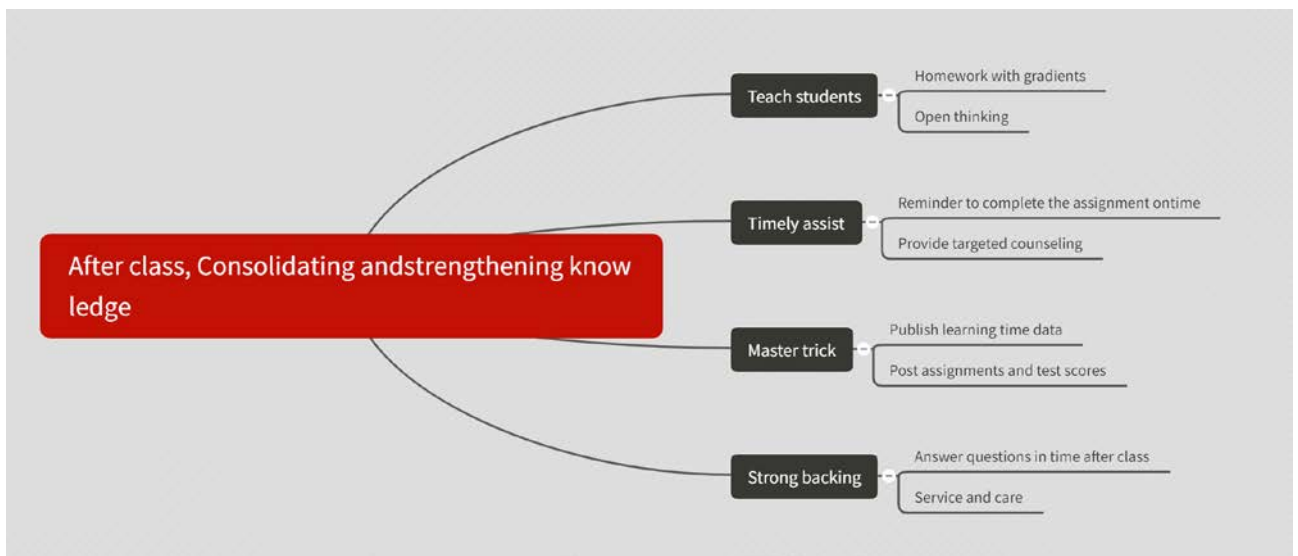 After class, Consolidating andstrengthening know
ledge
Teach students
Homework with gradients
Open thinking
Timely assist
Reminder to complete the assignment ontime
Provide targeted counseling
Master trick
Publish learning time data
Post assignments and test scores
Strong backing
Answer questions in time after class
Service and care